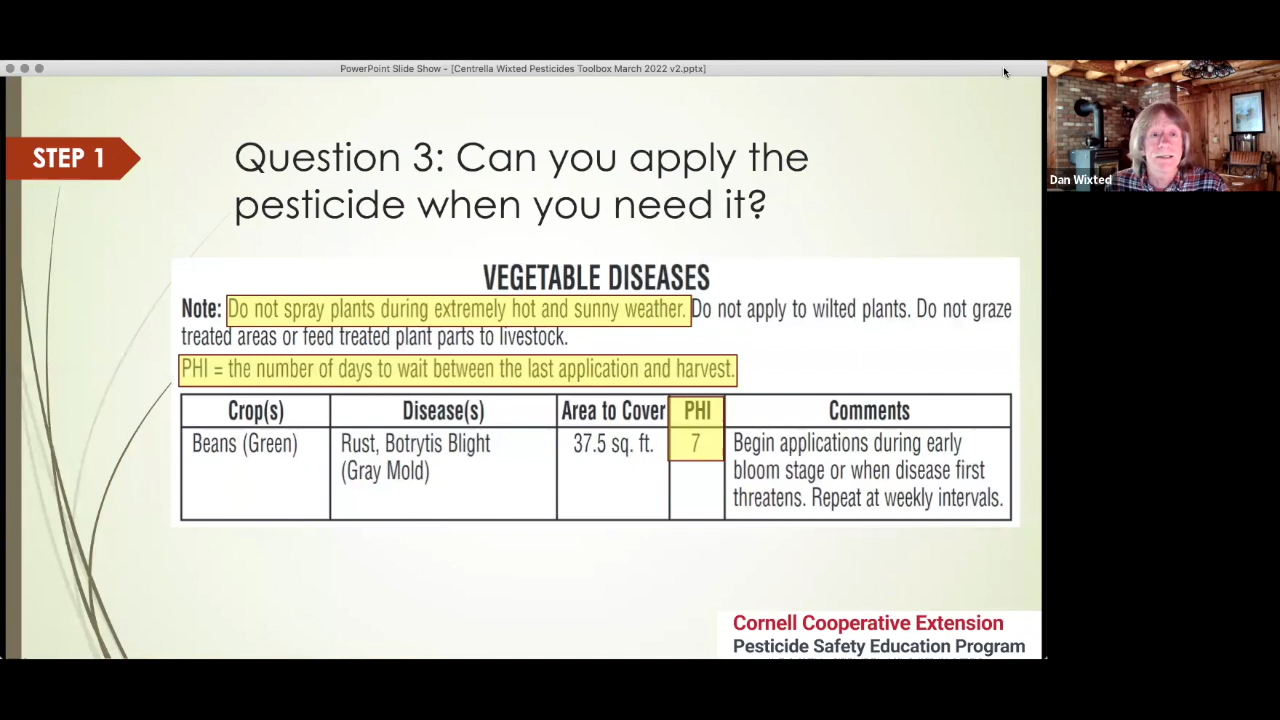 PowerPoint Slide Show - [Centrella Wixted Pesticides Toolbox March 2022 v2.pptx]
STEP 1
Question 3: Can you apply the
pesticide when you need it?
VEGETABLE DISEASES
Note: Do not spray plants during extremely hot and sunny weather. Do not apply to wilted plants. Do not graze
treated areas or feed treated plant parts to livestock.
PHI = the number of days to wait between the last application and harvest.
Crop(s) Disease(s) Area to Cover PHI Comments
Beans (Green) Rust, Botrytis Blight 37.5 sq. ft. 7 Begin applications during early
(Gray Mold) bloom stage or when disease first
threatens. Repeat at weekly intervals.
Cornell Cooperative Extension
Pesticide Safety Education Program
Dan Wixted